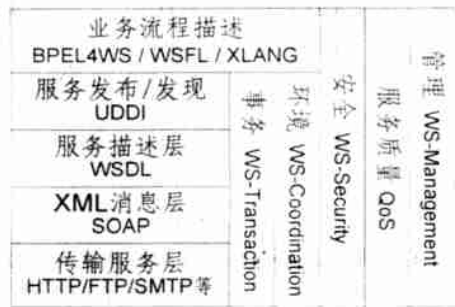 业务流程描述
BPEL4WS / WSFL / XLANG
服务发布/发现
UDDI
服务描述层
WSDL
XML消息层
SOAP
传输服务层
HTTP/FTP/SMTP等
事务 WS-Transaction
环境 WS-Coordination
安全 WS-Security
服务质量 QoS
管理 WS-Management